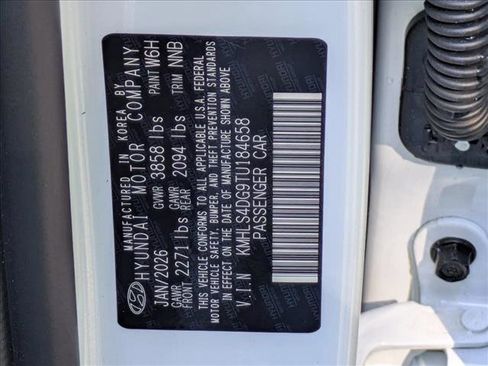 MANUFACTURED IN KOREA BY
HYUNDAI MOTOR COMPANY
JAN/2026 GVWR 3858 lbs PAINT W6H
GAWR FRONT 2271 lbs GAWR REAR 2094 lbs TRIM NNB
THIS VEHICLE CONFORMS TO ALL APPLICABLE U.S.A. FEDERAL
MOTOR VEHICLE SAFETY, BUMPER, AND THEFT PREVENTION STANDARDS
IN EFFECT ON THE DATE OF MANUFACTURE SHOWN ABOVE
V.I.N KMHLS4DG9TU184658
PASSENGER CAR